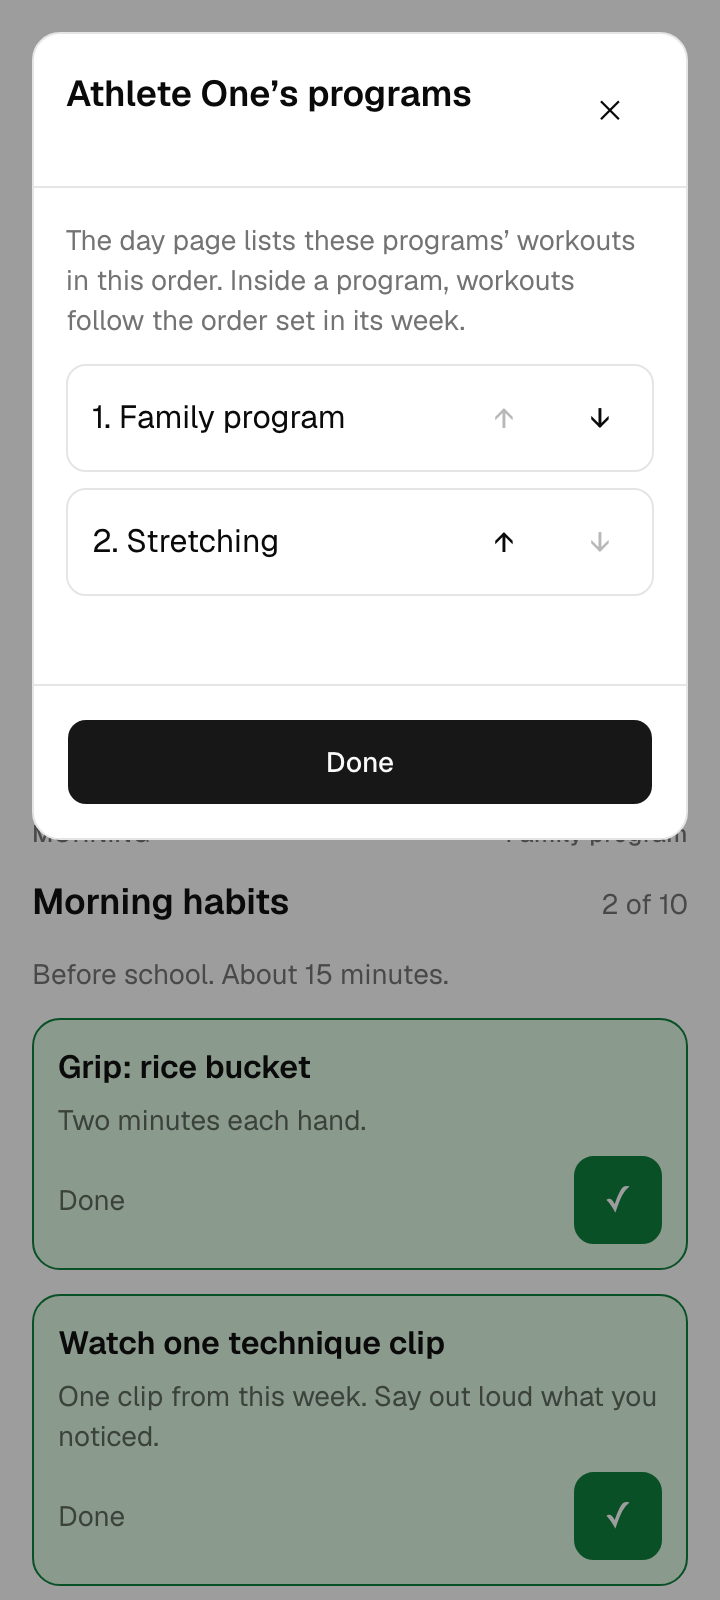 Athlete One’s programs
The day page lists these programs’ workouts
in this order. Inside a program, workouts
follow the order set in its week.
1. Family program
2. Stretching
Done
MORNING
Family program
Morning habits
2 of 10
Before school. About 15 minutes.
Grip: rice bucket
Two minutes each hand.
Done
Watch one technique clip
One clip from this week. Say out loud what you
noticed.
Done